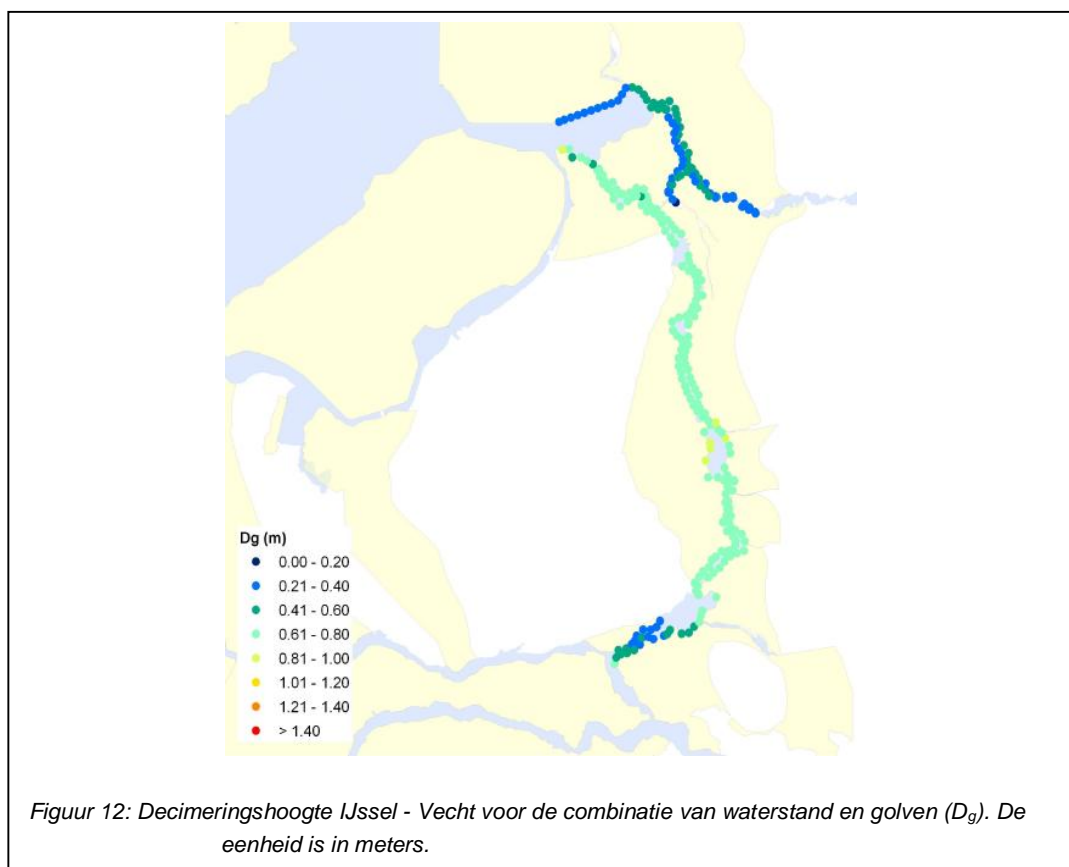 Dg (m)
0.00 - 0.20
0.21 - 0.40
0.41 - 0.60
0.61 - 0.80
0.81 - 1.00
1.01 - 1.20
1.21 - 1.40
> 1.40
Figuur 12: Decimeringshoogte IJssel - Vecht voor de combinatie van waterstand en golven (Dg). De
eenheid is in meters.